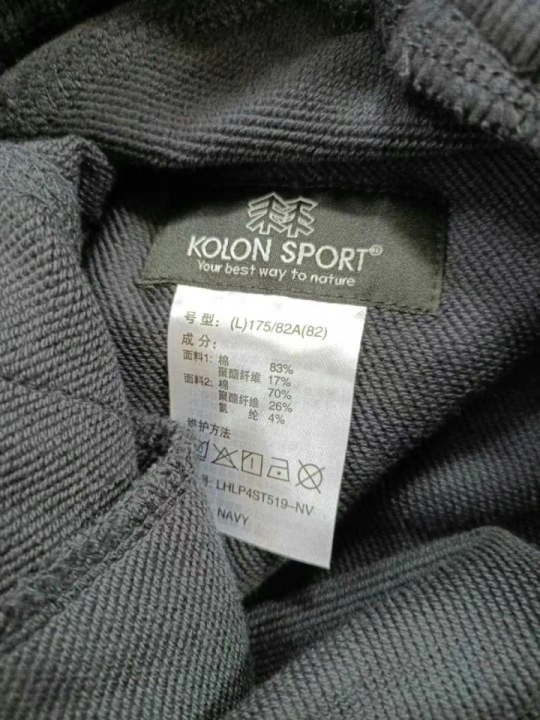 KOLON SPORT®
Your best way to nature
号 型: (L)175/82A(82)
成 分:
面料1: 棉 83%
聚酯纤维 17%
面料2: 棉 70%
聚酯纤维 26%
氨 纶 4%
维护方法
: LHLP4ST519-NV
NAVY